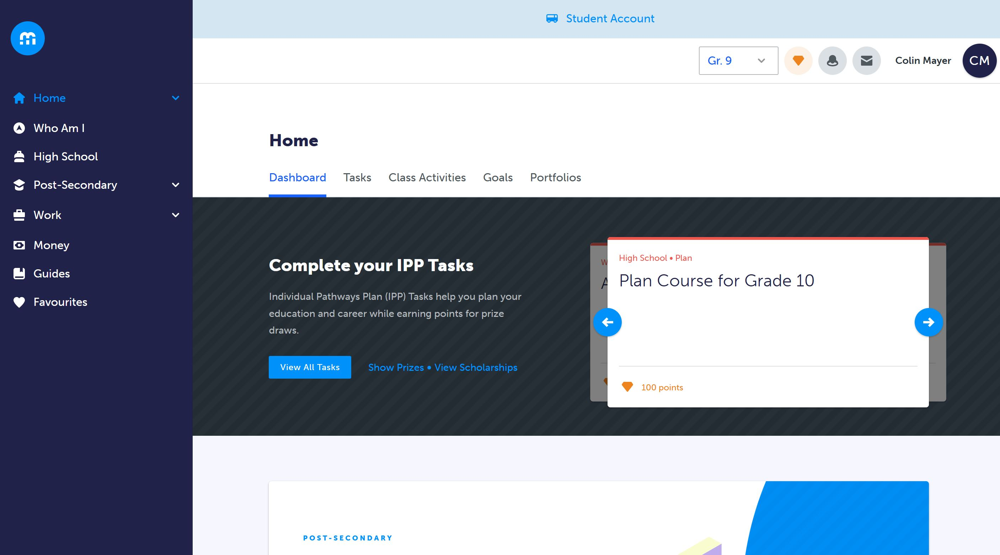 Student Account
Gr. 9
Colin Mayer
CM
Home
Who Am I
High School
Post-Secondary
Work
Money
Guides
Favourites
Home
Dashboard Tasks Class Activities Goals Portfolios
Complete your IPP Tasks
Individual Pathways Plan (IPP) Tasks help you plan your
education and career while earning points for prize
draws.
View All Tasks
Show Prizes • View Scholarships
High School • Plan
Plan Course for Grade 10
100 points
POST-SECONDARY